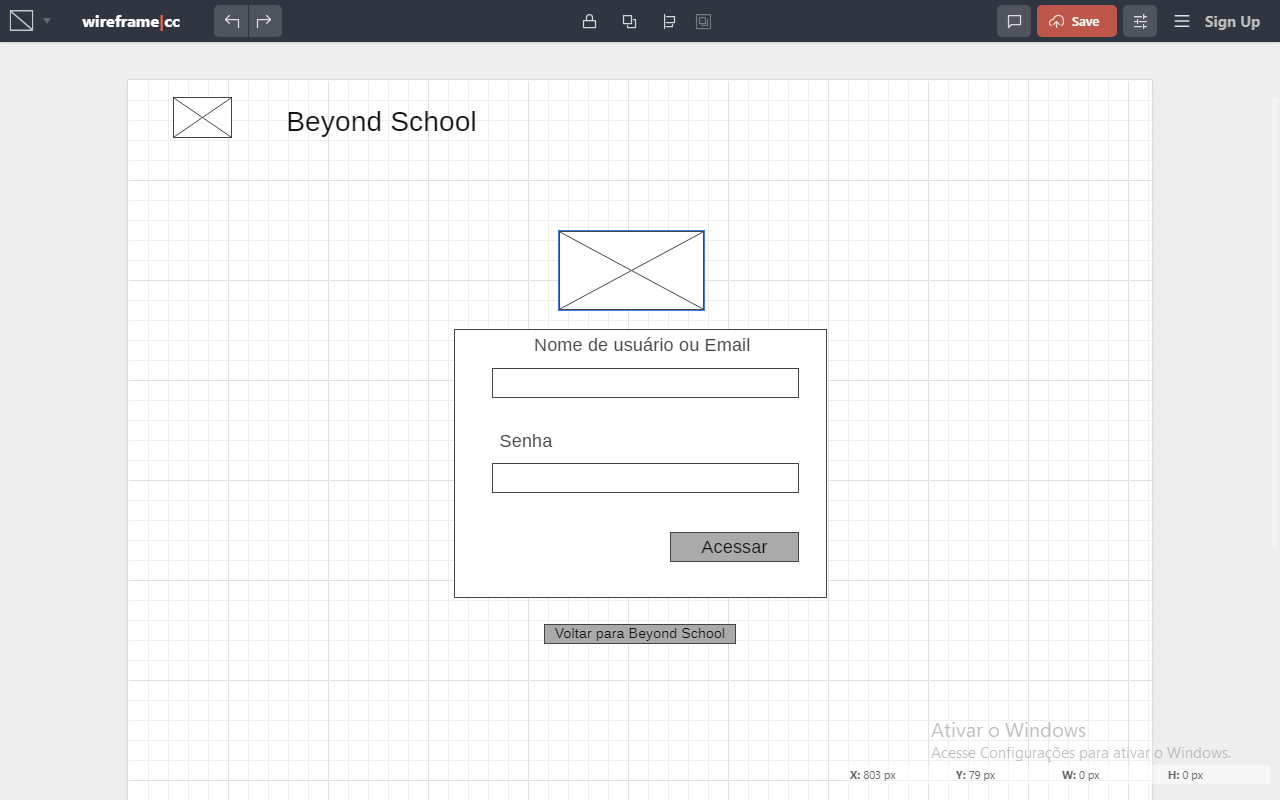 wireframe|cc
Save
Sign Up
Beyond School
Nome de usuário ou Email
Senha
Acessar
Voltar para Beyond School
Ativar o Windows
Acesse Configurações para ativar o Windows.
X: 803 px Y: 79 px W: 0 px H: 0 px